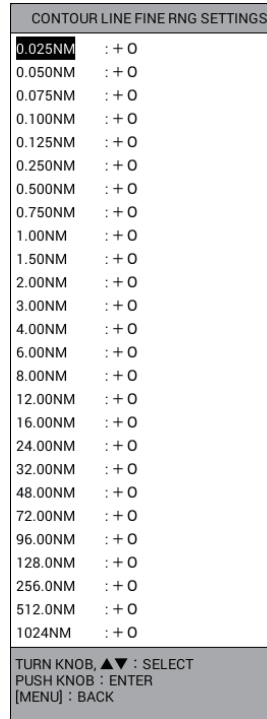 CONTOUR LINE FINE RNG SETTINGS
0.025NM : + 0
0.050NM : + 0
0.075NM : + 0
0.100NM : + 0
0.125NM : + 0
0.250NM : + 0
0.500NM : + 0
0.750NM : + 0
1.00NM : + 0
1.50NM : + 0
2.00NM : + 0
3.00NM : + 0
4.00NM : + 0
6.00NM : + 0
8.00NM : + 0
12.00NM : + 0
16.00NM : + 0
24.00NM : + 0
32.00NM : + 0
48.00NM : + 0
72.00NM : + 0
96.00NM : + 0
128.0NM : + 0
256.0NM : + 0
512.0NM : + 0
1024NM : + 0
TURN KNOB, ▲▼ : SELECT
PUSH KNOB : ENTER
[MENU] : BACK